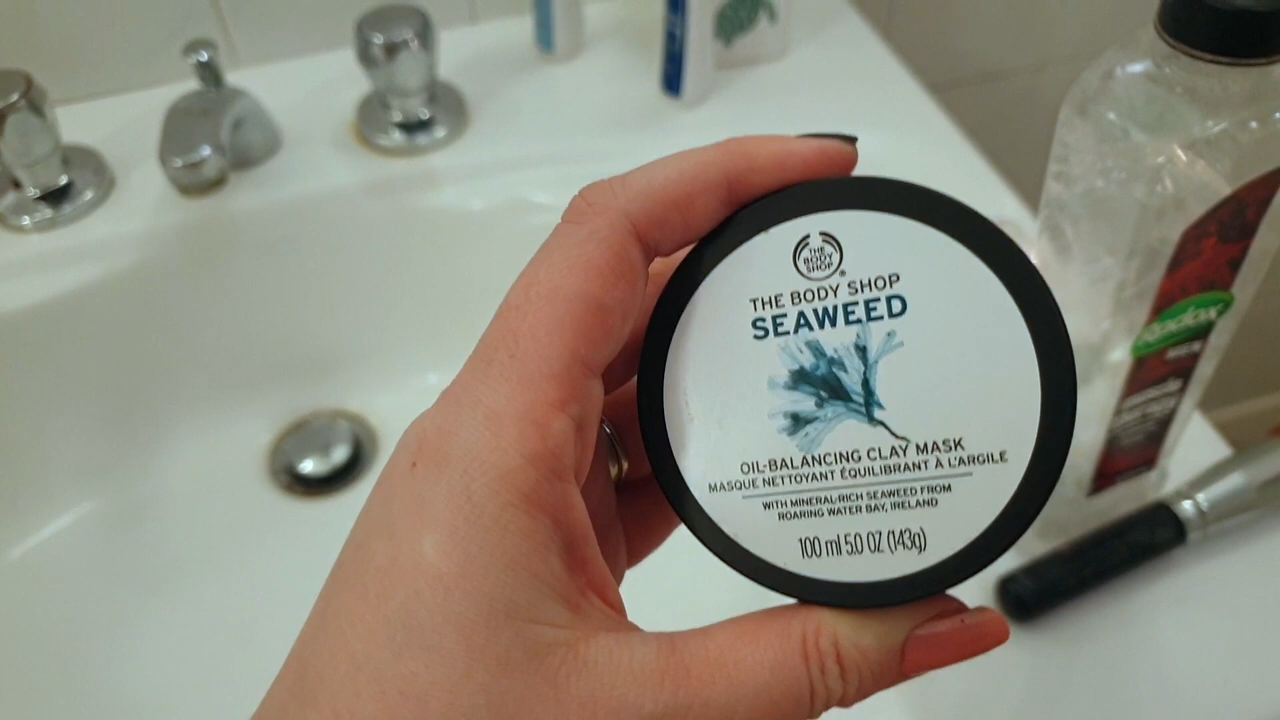 THE
BODY
SHOP
®
THE BODY SHOP
SEAWEED
OIL-BALANCING CLAY MASK
MASQUE NETTOYANT ÉQUILIBRANT À L'ARGILE
WITH MINERAL-RICH SEAWEED FROM
ROARING WATER BAY, IRELAND
100 ml 5.0 OZ (143g)
Radox